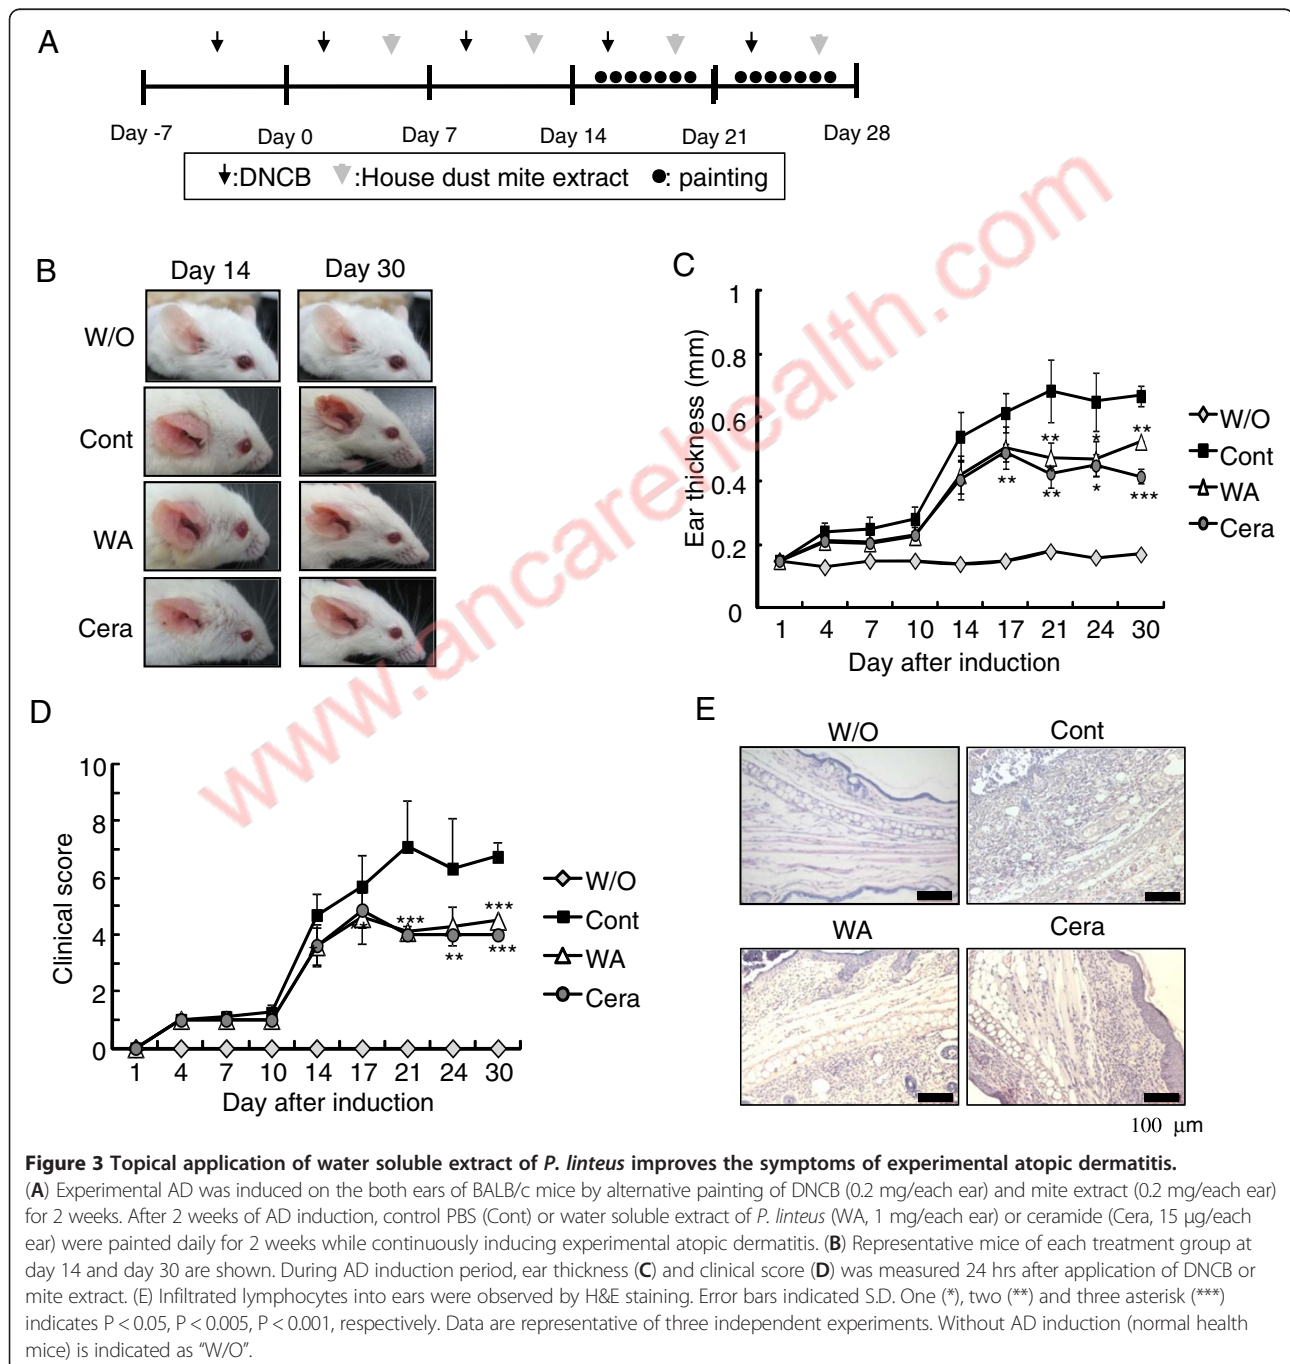 A
Day -7
Day 0
Day 7
Day 14
Day 21
Day 28
:DNCB :House dust mite extract : painting
B
Day 14 Day 30
W/O
Cont
WA
Cera
C
Ear thickness (mm)
1
0.8
0.6
0.4
0.2
0
** * **
** ** * ***
1 4 7 10 14 17 21 24 30
Day after induction
W/O
Cont
WA
Cera
D
Clinical score
10
8
6
4
2
0
*** ***
** ** ***
1 4 7 10 14 17 21 24 30
Day after induction
W/O
Cont
WA
Cera
E
W/O Cont
WA Cera
100 μm
www.ancarehealth.com
Figure 3 Topical application of water soluble extract of P. linteus improves the symptoms of experimental atopic dermatitis.
(A) Experimental AD was induced on the both ears of BALB/c mice by alternative painting of DNCB (0.2 mg/each ear) and mite extract (0.2 mg/each ear)
for 2 weeks. After 2 weeks of AD induction, control PBS (Cont) or water soluble extract of P. linteus (WA, 1 mg/each ear) or ceramide (Cera, 15 μg/each
ear) were painted daily for 2 weeks while continuously inducing experimental atopic dermatitis. (B) Representative mice of each treatment group at
day 14 and day 30 are shown. During AD induction period, ear thickness (C) and clinical score (D) was measured 24 hrs after application of DNCB or
mite extract. (E) Infiltrated lymphocytes into ears were observed by H&E staining. Error bars indicated S.D. One (*), two (**) and three asterisk (***)
indicates P < 0.05, P < 0.005, P < 0.001, respectively. Data are representative of three independent experiments. Without AD induction (normal health
mice) is indicated as “W/O”.